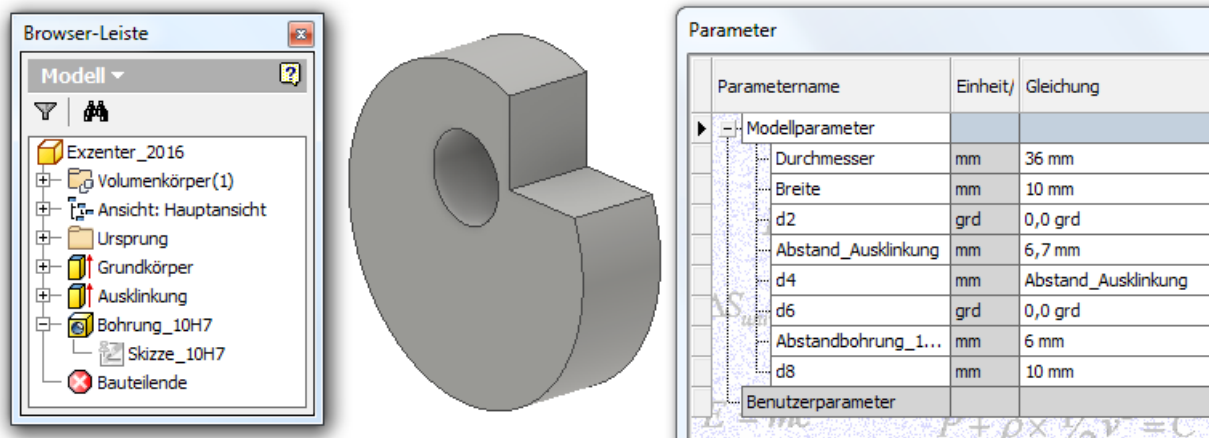 Browser-Leiste
Modell
Exzenter_2016
Volumenkörper(1)
Ansicht: Hauptansicht
Ursprung
Grundkörper
Ausklinkung
Bohrung_10H7
Skizze_10H7
Bauteilende
Parameter
Parametername Einheit/ Gleichung
Modellparameter
Durchmesser mm 36 mm
Breite mm 10 mm
d2 grd 0,0 grd
Abstand_Ausklinkung mm 6,7 mm
d4 mm Abstand_Ausklinkung
d6 grd 0,0 grd
Abstandbohrung_1... mm 6 mm
d8 mm 10 mm
Benutzerparameter